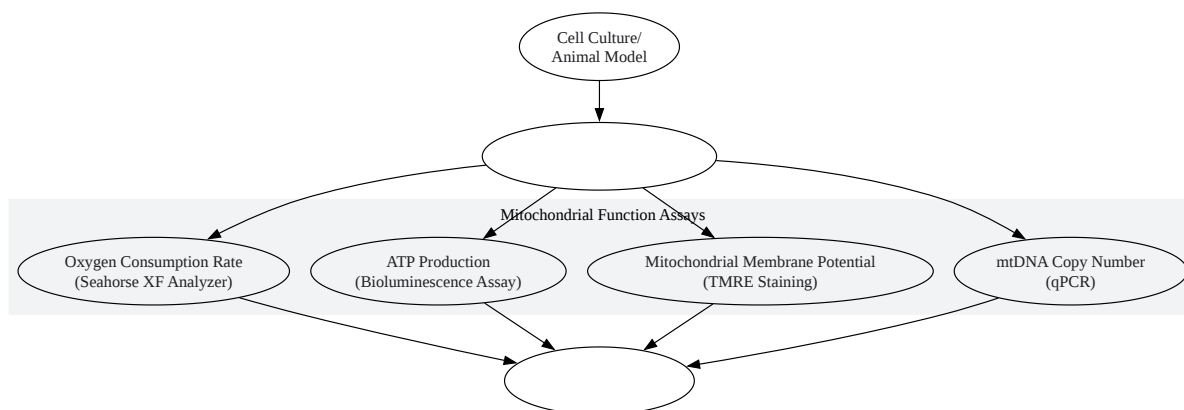 Cell Culture/
Animal Model
Mitochondrial Function Assays
Oxygen Consumption Rate
(Seahorse XF Analyzer)
ATP Production
(Bioluminescence Assay)
Mitochondrial Membrane Potential
(TMRE Staining)
mtDNA Copy Number
(qPCR)